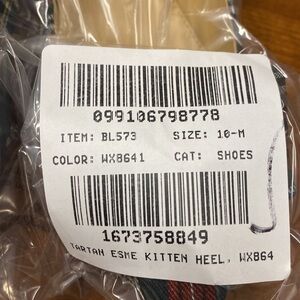 099106798778
ITEM: BL573 SIZE: 10-M
COLOR: WX8641 CAT: SHOES
1673758849
TARTAN ESME KITTEN HEEL, WX864